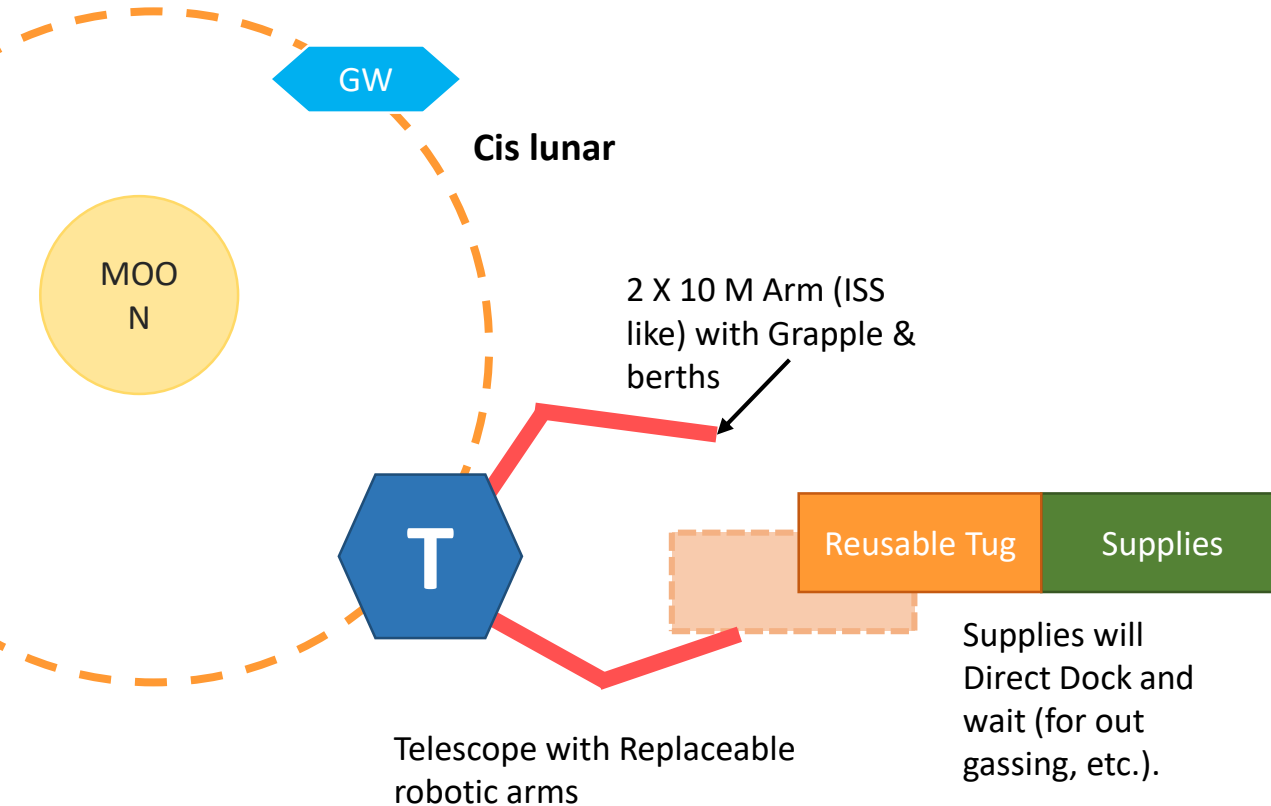 GW
Cis lunar
MOO
N
2 X 10 M Arm (ISS
like) with Grapple &
berths
T
Reusable Tug
Supplies
Supplies will
Direct Dock and
wait (for out
gassing, etc.).
Telescope with Replaceable
robotic arms